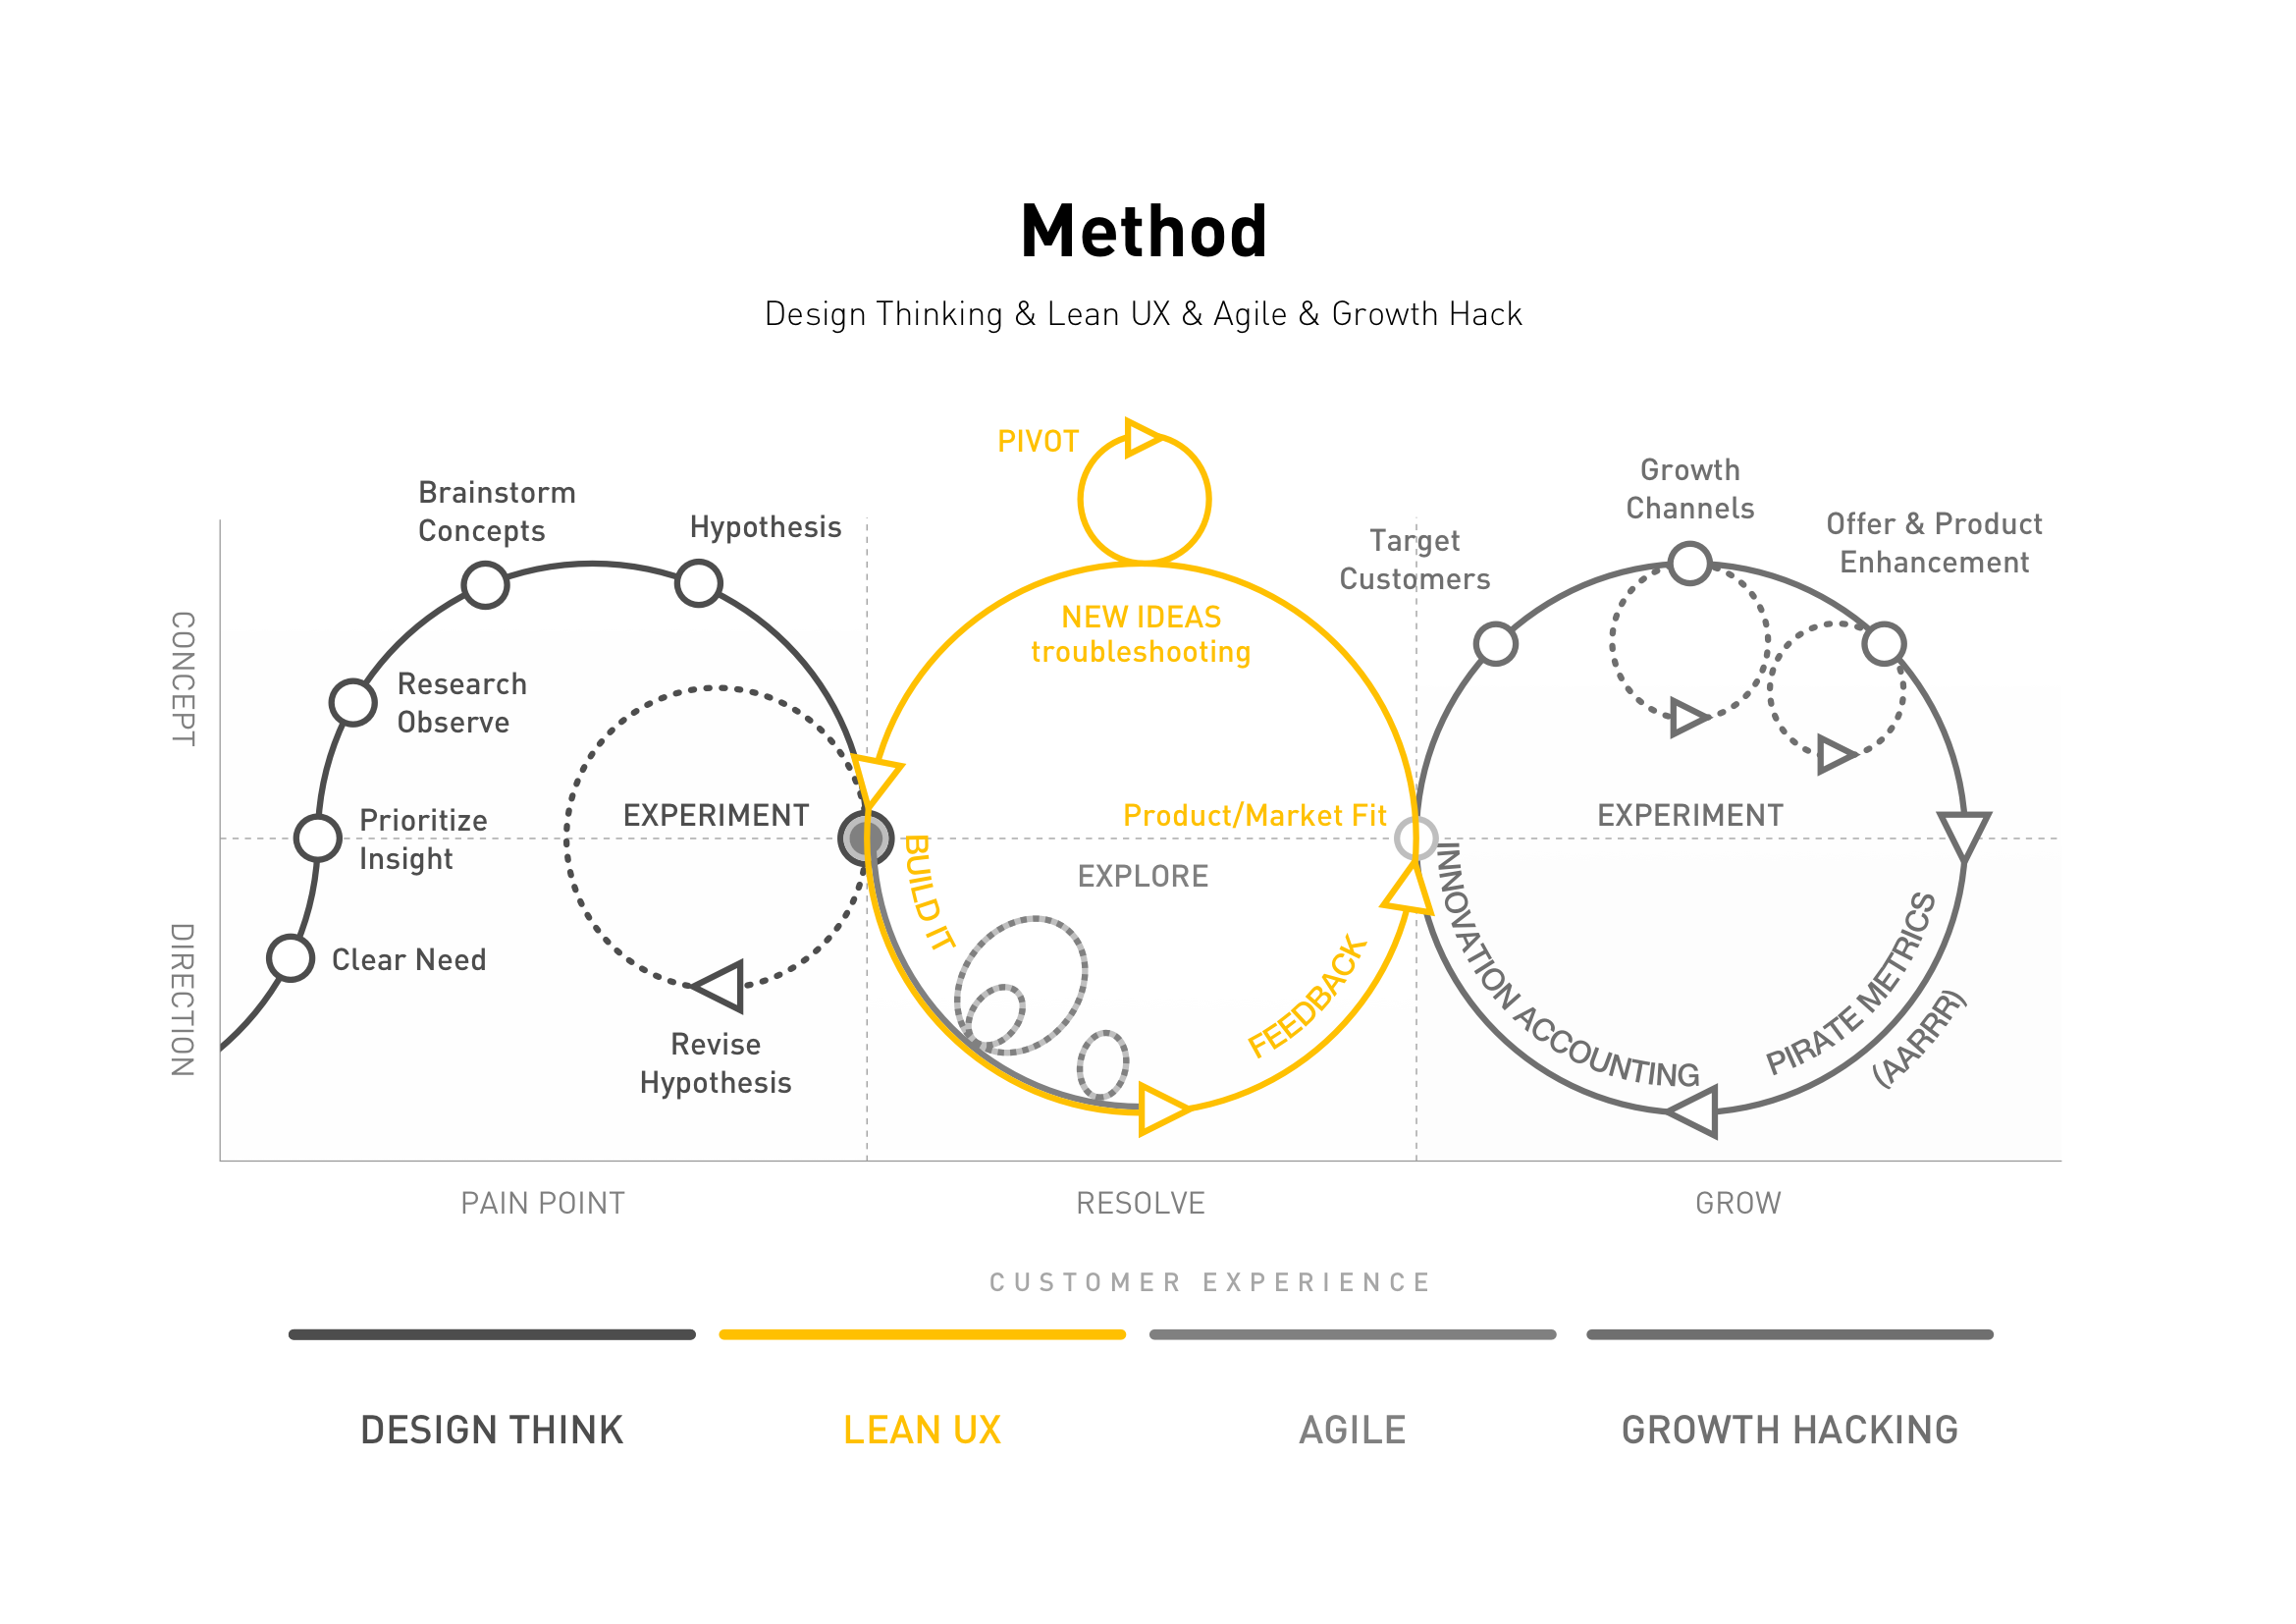 Method
Design Thinking & Lean UX & Agile & Growth Hack
PIVOT
Brainstorm
Concepts
Hypothesis
Research
Observe
Prioritize
Insight
Clear Need
EXPERIMENT
Revise
Hypothesis
NEW IDEAS
troubleshooting
Product/Market Fit
EXPLORE
BUILD IT
FEEDBACK
Target
Customers
Growth
Channels
Offer & Product
Enhancement
EXPERIMENT
INNOVATION ACCOUNTING
PIRATE METRICS
(AARRR)
CONCEPT
DIRECTION
PAIN POINT
RESOLVE
GROW
CUSTOMER EXPERIENCE
DESIGN THINK
LEAN UX
AGILE
GROWTH HACKING